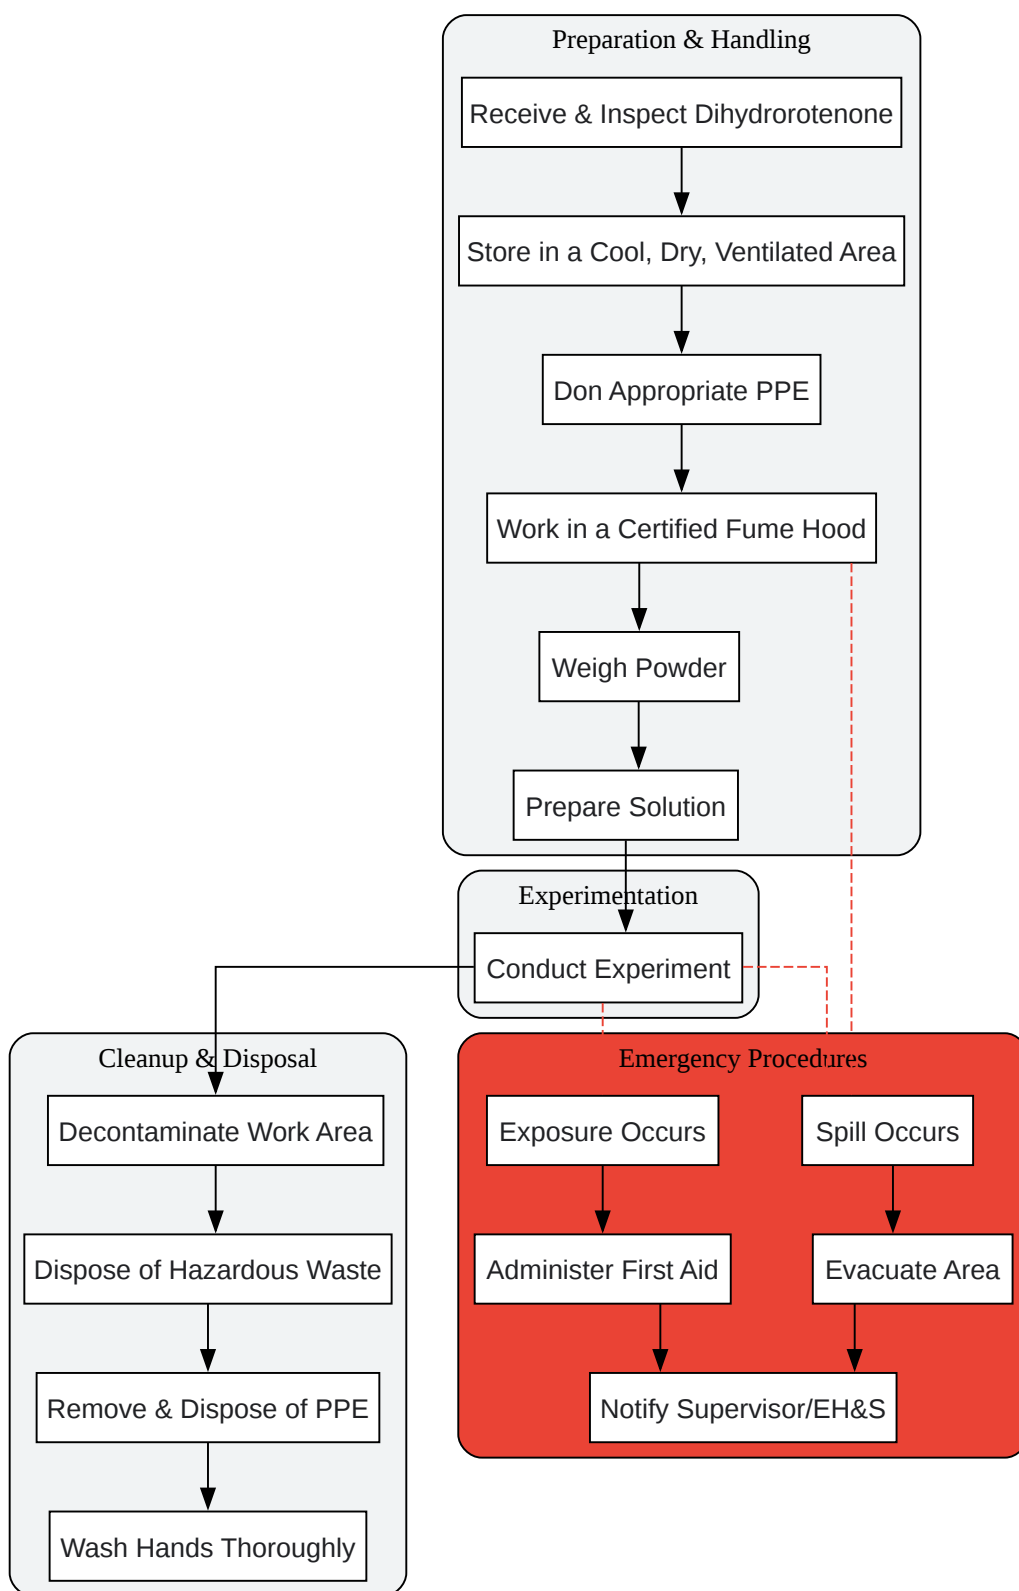 Preparation & Handling
Receive & Inspect Dihydrorotenone
Store in a Cool, Dry, Ventilated Area
Don Appropriate PPE
Work in a Certified Fume Hood
Weigh Powder
Prepare Solution
Experimentation
Conduct Experiment
Cleanup & Disposal
Decontaminate Work Area
Dispose of Hazardous Waste
Remove & Dispose of PPE
Wash Hands Thoroughly
Emergency Procedures
Exposure Occurs
Spill Occurs
Administer First Aid
Evacuate Area
Notify Supervisor/EH&S